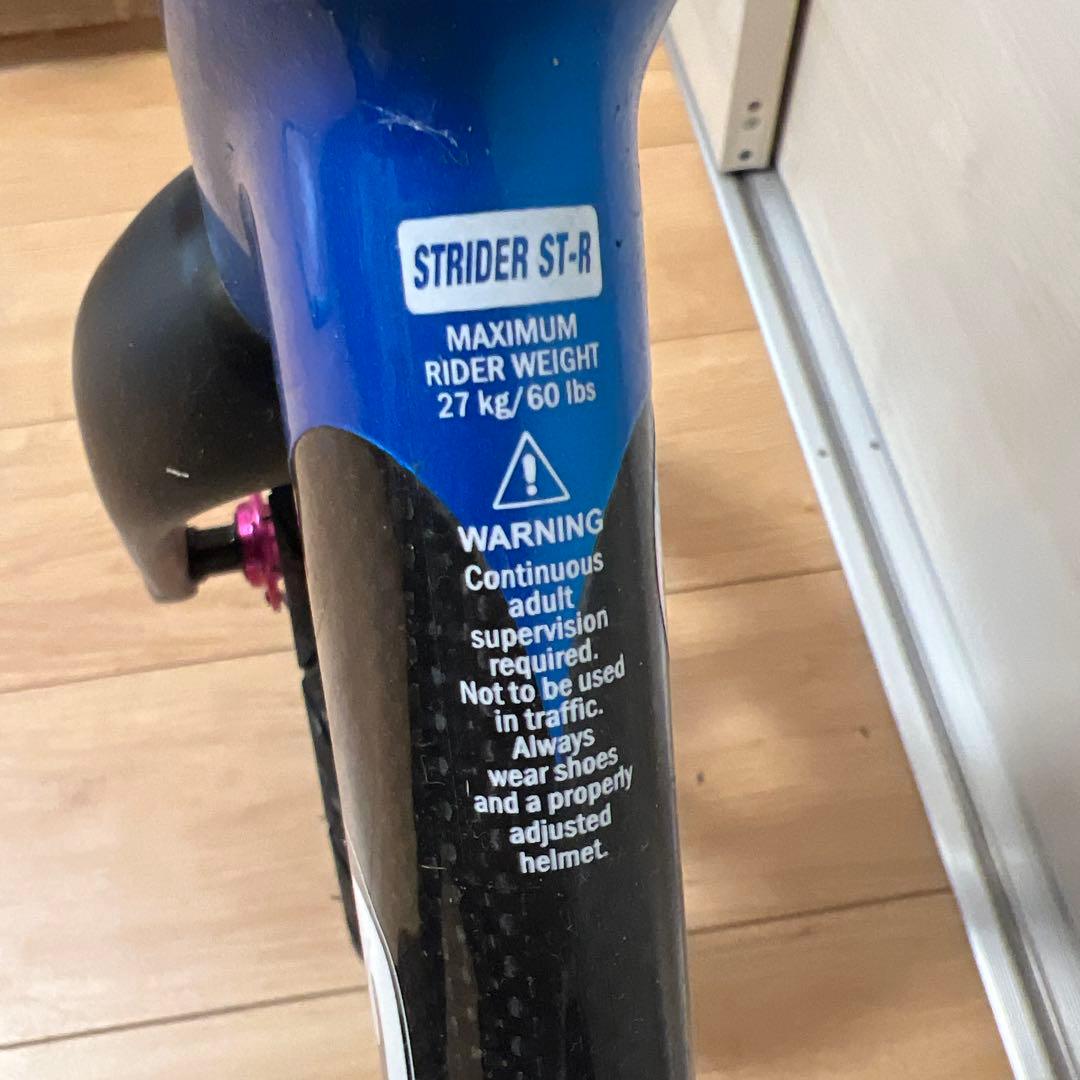 STRIDER ST-R
MAXIMUM
RIDER WEIGHT
27 kg/60 lbs
WARNING
Continuous
adult
supervision
required.
Not to be used
in traffic.
Always
wear shoes
and a properly
adjusted
helmet.